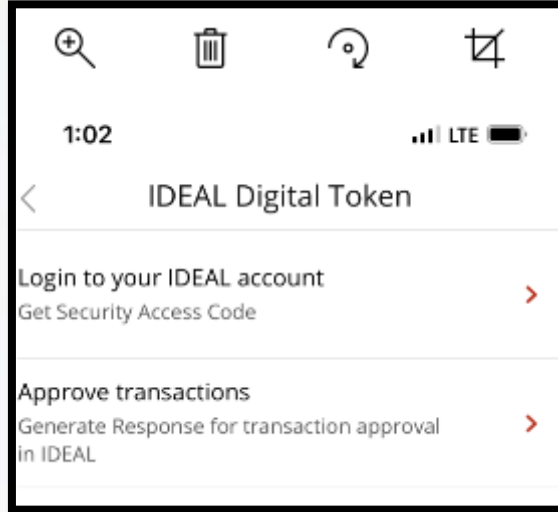 1:02 LTE
IDEAL Digital Token
Login to your IDEAL account
Get Security Access Code
Approve transactions
Generate Response for transaction approval
in IDEAL